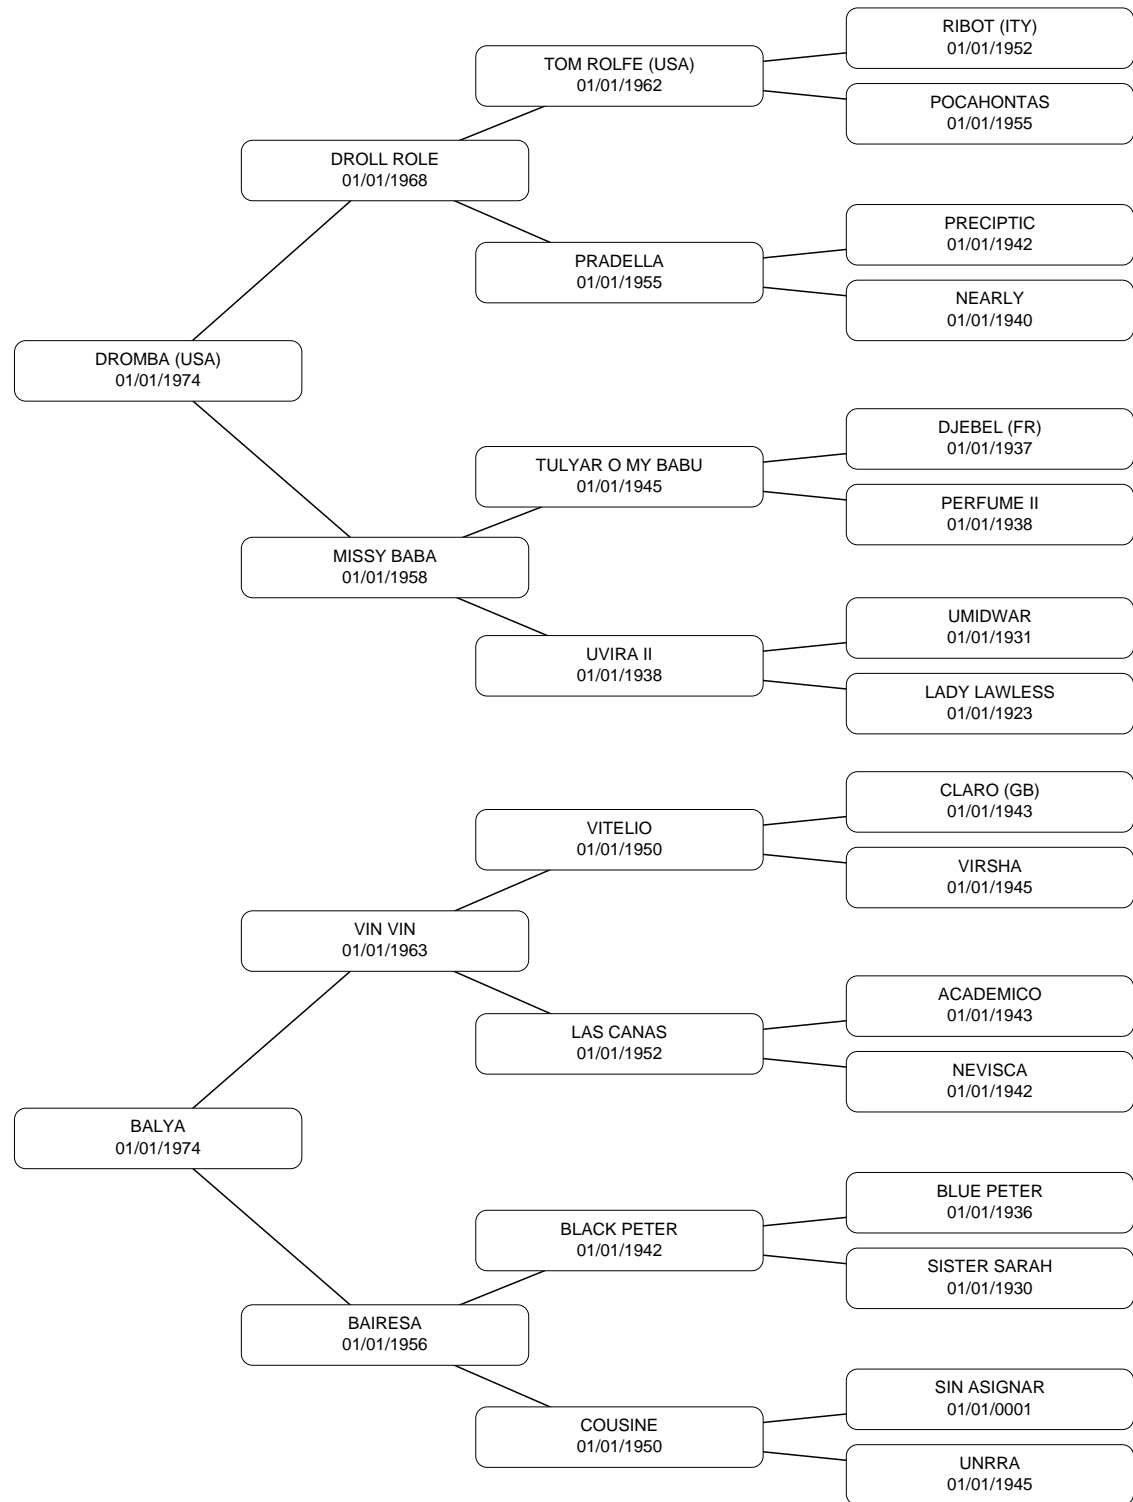 RIBOT (ITY)
01/01/1952
TOM ROLFE (USA)
01/01/1962
POCAHONTAS
01/01/1955
DROLL ROLE
01/01/1968
PRECIPTIC
01/01/1942
PRADELLA
01/01/1955
NEARLY
01/01/1940
DROMBA (USA)
01/01/1974
DJEBEL (FR)
01/01/1937
TULYAR O MY BABU
01/01/1945
PERFUME II
01/01/1938
MISSY BABA
01/01/1958
UMIDWAR
01/01/1931
UVIRA II
01/01/1938
LADY LAWLESS
01/01/1923
CLARO (GB)
01/01/1943
VITELIO
01/01/1950
VIRSHA
01/01/1945
VIN VIN
01/01/1963
ACADEMICO
01/01/1943
LAS CANAS
01/01/1952
NEVISCA
01/01/1942
BALYA
01/01/1974
BLUE PETER
01/01/1936
BLACK PETER
01/01/1942
SISTER SARAH
01/01/1930
BAIRESA
01/01/1956
SIN ASIGNAR
01/01/0001
COUSINE
01/01/1950
UNRRA
01/01/1945